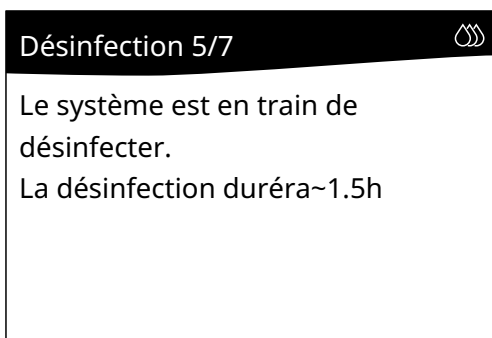 Désinfection 5/7
Le système est en train de
désinfecter.
La désinfection duréra~1.5h